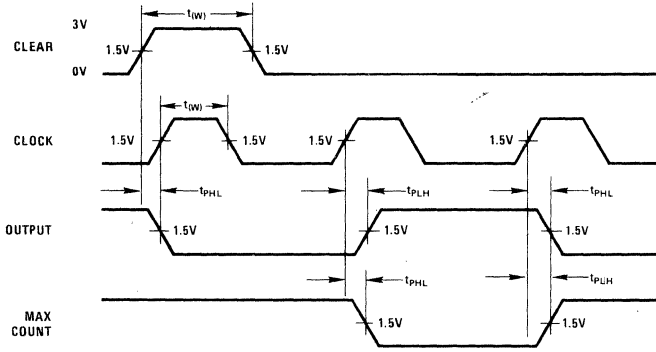 t(W)
3V
CLEAR 1.5V 1.5V
0V
t(W)
CLOCK 1.5V 1.5V 1.5V 1.5V
tPHL tPLH tPHL
OUTPUT 1.5V 1.5V 1.5V
tPHL tPLH
MAX
COUNT 1.5V 1.5V